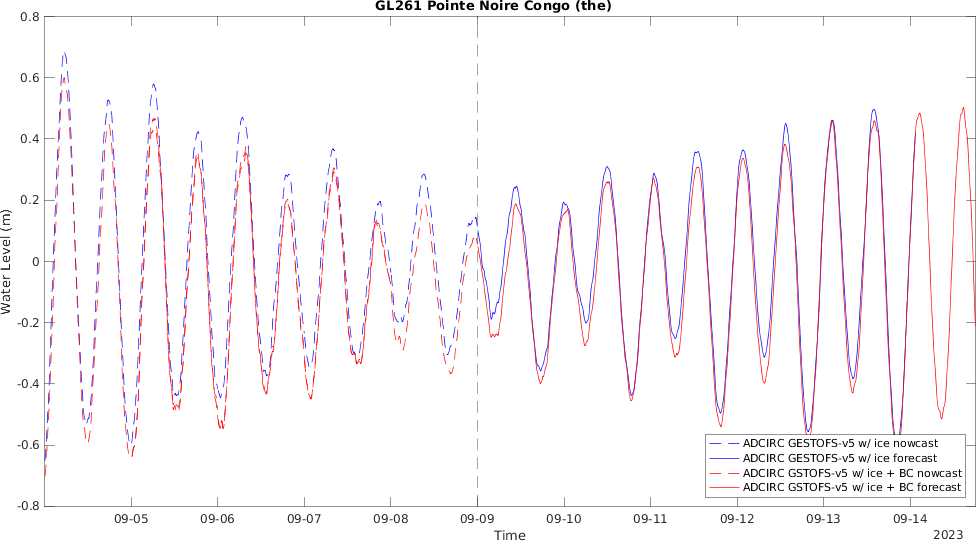 GL261 Pointe Noire Congo (the)
0.8
0.6
0.4
0.2
0
-0.2
-0.4
-0.6
-0.8
Water Level (m)
ADCIRC GESTOFS-v5 w/ ice nowcast
ADCIRC GESTOFS-v5 w/ ice forecast
ADCIRC GSTOFS-v5 w/ ice + BC nowcast
ADCIRC GSTOFS-v5 w/ ice + BC forecast
09-05 09-06 09-07 09-08 09-09 09-10 09-11 09-12 09-13 09-14
Time
2023